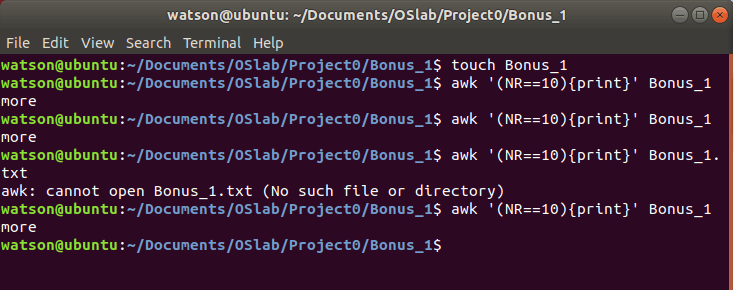 watson@ubuntu: ~/Documents/OSlab/Project0/Bonus_1
File Edit View Search Terminal Help
watson@ubuntu:~/Documents/OSlab/Project0/Bonus_1$ touch Bonus_1
watson@ubuntu:~/Documents/OSlab/Project0/Bonus_1$ awk '(NR==10){print}' Bonus_1
more
watson@ubuntu:~/Documents/OSlab/Project0/Bonus_1$ awk '(NR==10){print}' Bonus_1
more
watson@ubuntu:~/Documents/OSlab/Project0/Bonus_1$ awk '(NR==10){print}' Bonus_1.
txt
awk: cannot open Bonus_1.txt (No such file or directory)
watson@ubuntu:~/Documents/OSlab/Project0/Bonus_1$ awk '(NR==10){print}' Bonus_1
more
watson@ubuntu:~/Documents/OSlab/Project0/Bonus_1$